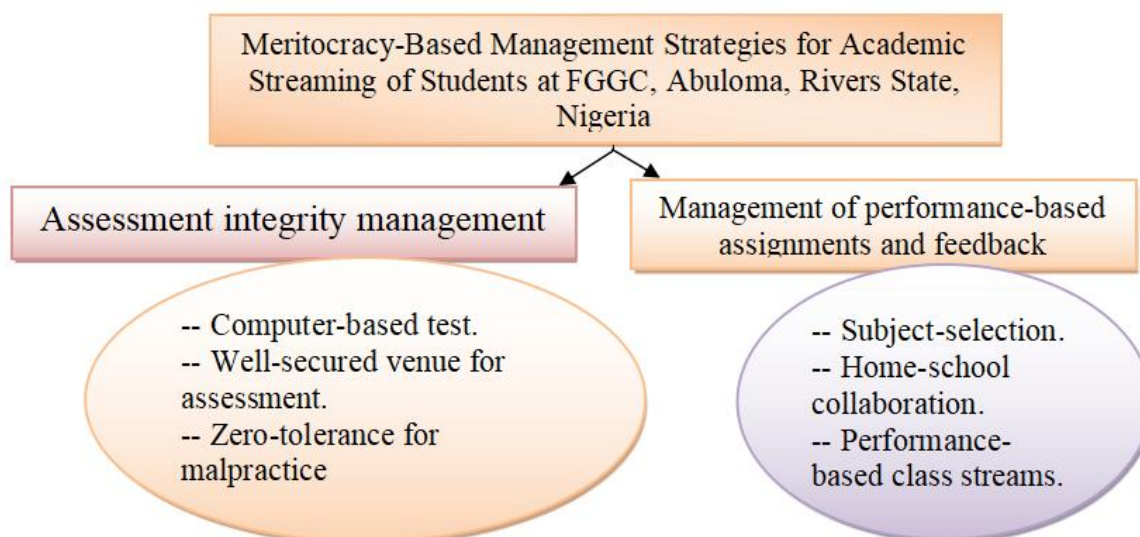 Meritocracy-Based Management Strategies for Academic
Streaming of Students at FGGC, Abuloma, Rivers State,
Nigeria
Assessment integrity management
Management of performance-based
assignments and feedback
-- Computer-based test.
-- Well-secured venue for
assessment.
-- Zero-tolerance for
malpractice
-- Subject-selection.
-- Home-school
collaboration.
-- Performance-
based class streams.